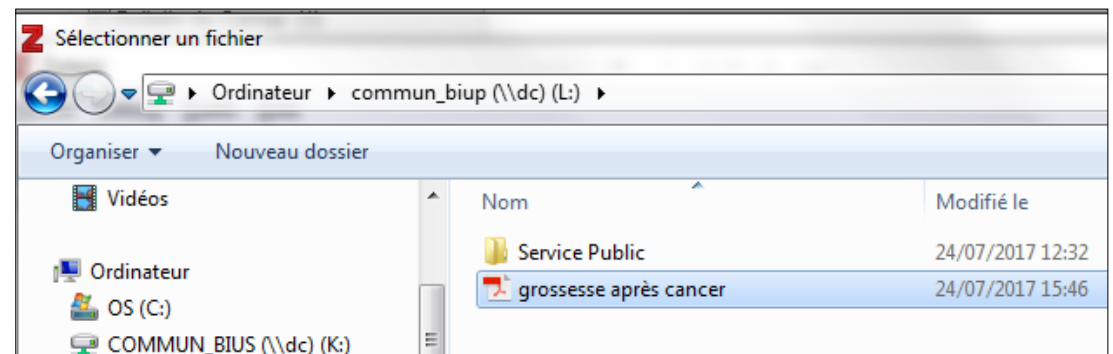 Sélectionner un fichier
Ordinateur commun_biup (\\dc) (L:)
Organiser Nouveau dossier
Vidéos
Nom Modifié le
Service Public 24/07/2017 12:32
Ordinateur
grossesse après cancer 24/07/2017 15:46
OS (C:)
COMMUN_BIUS (\\dc) (K:)